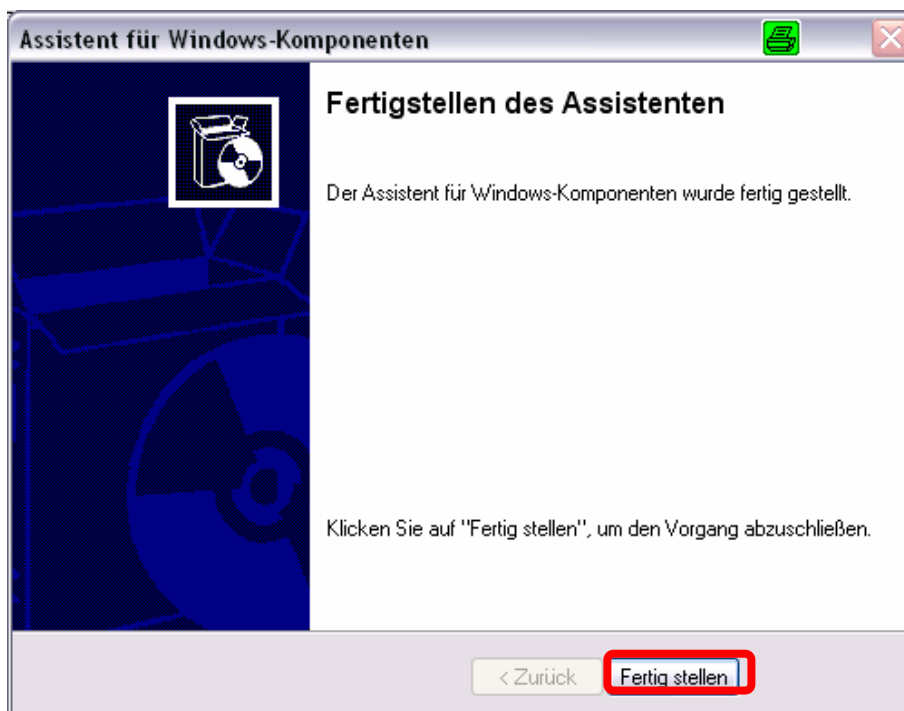 Assistent für Windows-Komponenten
Fertigstellen des Assistenten
Der Assistent für Windows-Komponenten wurde fertig gestellt.
Klicken Sie auf "Fertig stellen", um den Vorgang abzuschließen.
< Zurück Fertig stellen